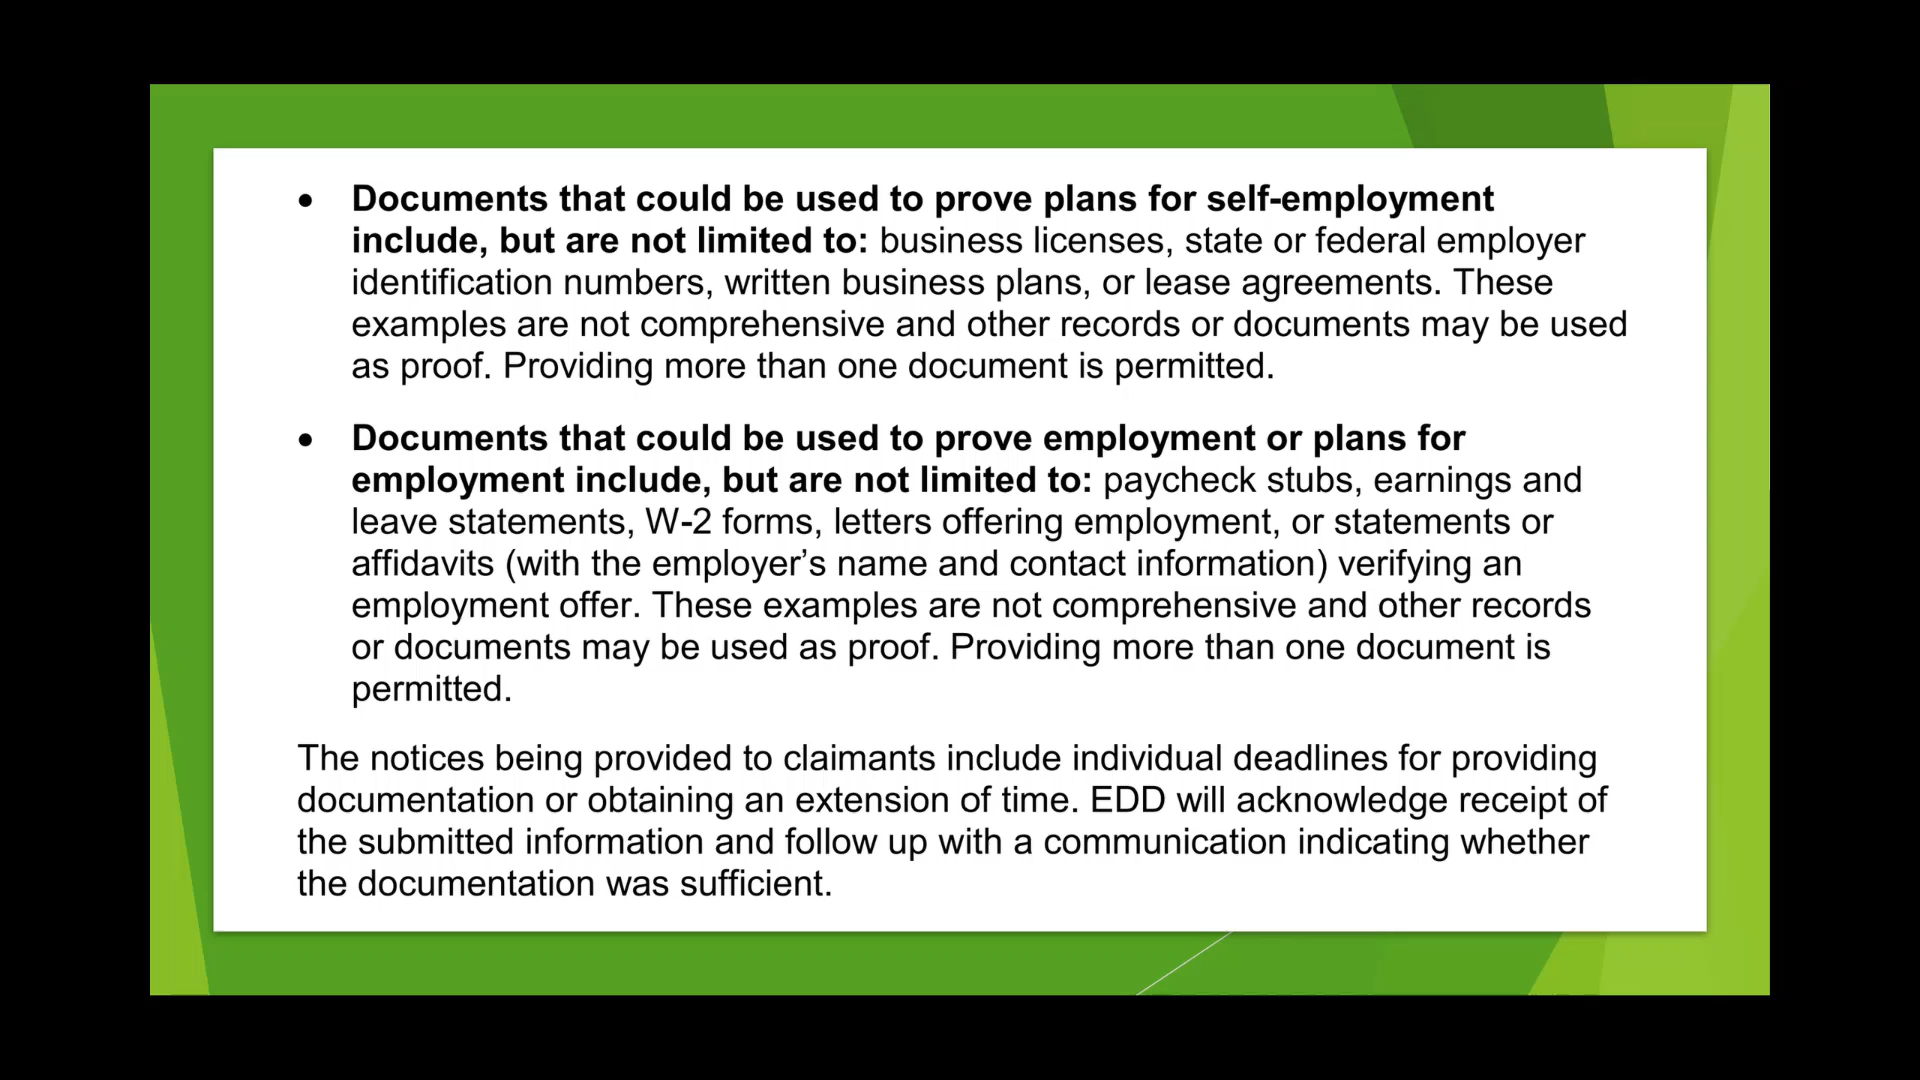 • Documents that could be used to prove plans for self-employment
include, but are not limited to: business licenses, state or federal employer
identification numbers, written business plans, or lease agreements. These
examples are not comprehensive and other records or documents may be used
as proof. Providing more than one document is permitted.
• Documents that could be used to prove employment or plans for
employment include, but are not limited to: paycheck stubs, earnings and
leave statements, W-2 forms, letters offering employment, or statements or
affidavits (with the employer’s name and contact information) verifying an
employment offer. These examples are not comprehensive and other records
or documents may be used as proof. Providing more than one document is
permitted.
The notices being provided to claimants include individual deadlines for providing
documentation or obtaining an extension of time. EDD will acknowledge receipt of
the submitted information and follow up with a communication indicating whether
the documentation was sufficient.